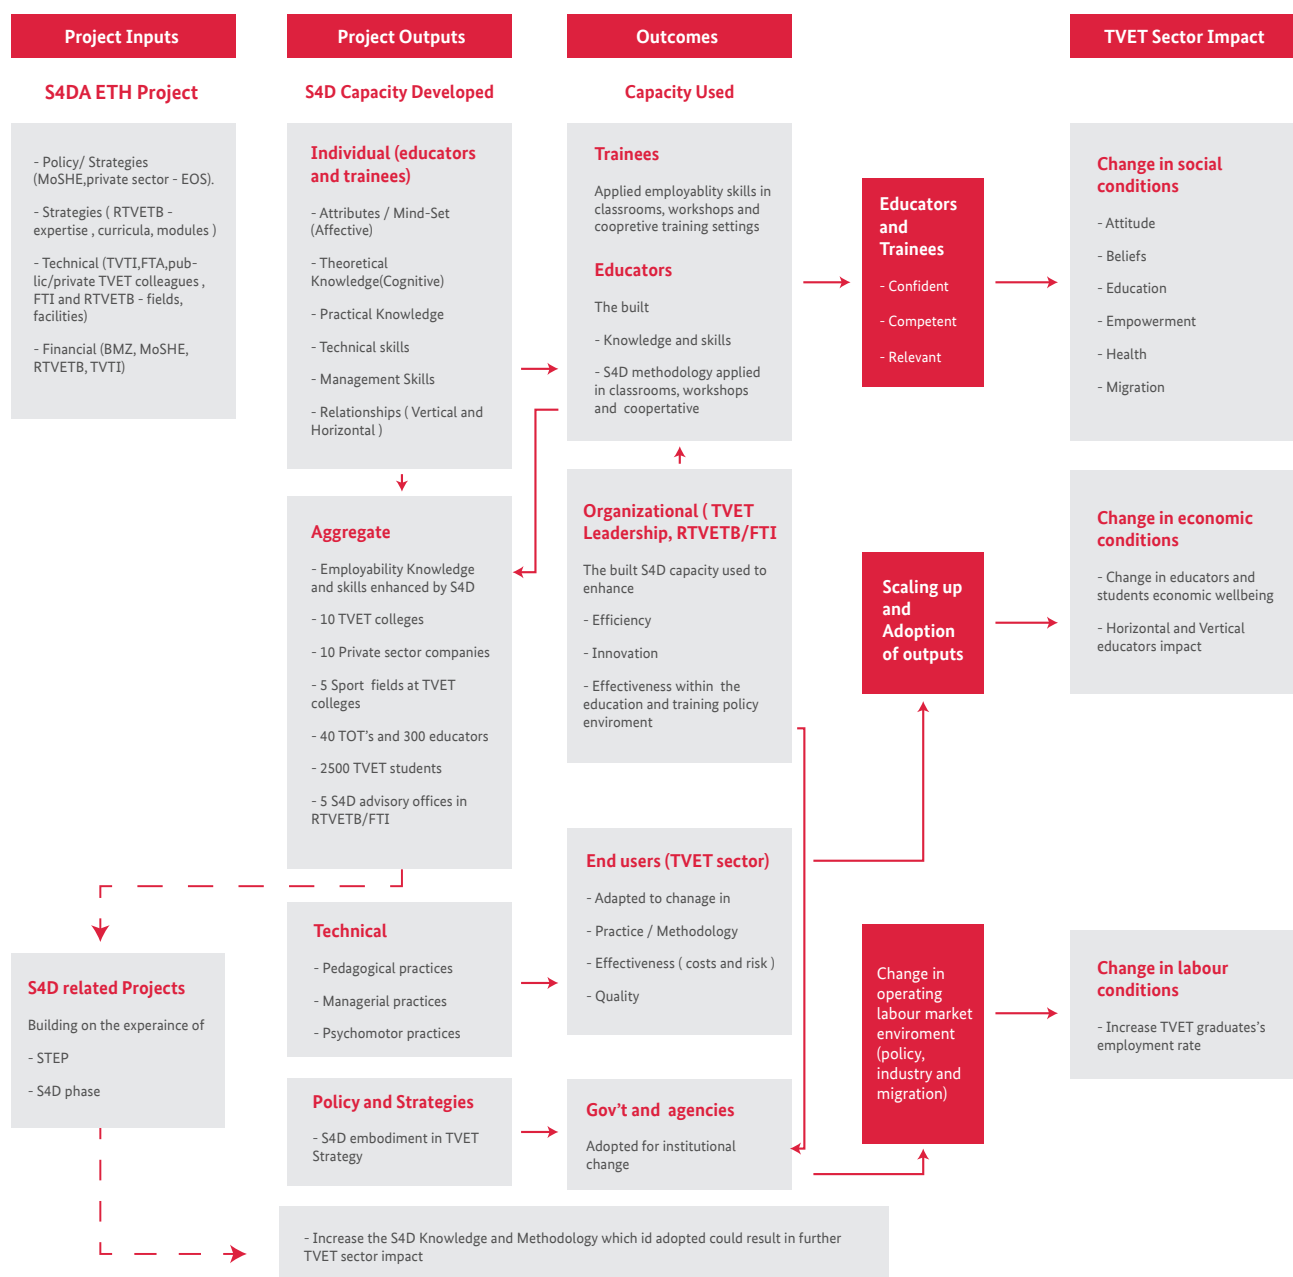 Project Inputs
Project Outputs
Outcomes
TVET Sector Impact
S4DA ETH Project
S4D Capacity Developed
Capacity Used
- Policy/ Strategies
(MoSHE,private sector - EOS).
- Strategies ( RTVETB -
expertise , curricula, modules )
- Technical (TVTI,FTA,pub-
lic/private TVET colleagues ,
FTI and RTVETB - fields,
facilities)
- Financial (BMZ, MoSHE,
RTVETB, TVTI)
Individual (educators
and trainees)
- Attributes / Mind-Set
(Affective)
- Theoretical
Knowledge(Cognitive)
- Practical Knowledge
- Technical skills
- Management Skills
- Relationships ( Vertical and
Horizontal )
Trainees
Applied employablity skills in
classrooms, workshops and
coopretive training settings
Educators
The built
- Knowledge and skills
- S4D methodology applied
in classrooms, workshops
and coopertative
Educators
and
Trainees
- Confident
- Competent
- Relevant
Change in social
conditions
- Attitude
- Beliefs
- Education
- Empowerment
- Health
- Migration
Aggregate
- Employability Knowledge
and skills enhanced by S4D
- 10 TVET colleges
- 10 Private sector companies
- 5 Sport fields at TVET
colleges
- 40 TOT's and 300 educators
- 2500 TVET students
- 5 S4D advisory offices in
RTVETB/FTI
Organizational ( TVET
Leadership, RTVETB/FTI
The built S4D capacity used to
enhance
- Efficiency
- Innovation
- Effectiveness within the
education and training policy
enviroment
Scaling up
and
Adoption
of outputs
Change in economic
conditions
- Change in educators and
students economic wellbeing
- Horizontal and Vertical
educators impact
S4D related Projects
Building on the experaince of
- STEP
- S4D phase
Technical
- Pedagogical practices
- Managerial practices
- Psychomotor practices
End users (TVET sector)
- Adapted to chanage in
- Practice / Methodology
- Effectiveness ( costs and risk )
- Quality
Change in
operating
labour market
enviroment
(policy,
industry and
migration)
Change in labour
conditions
- Increase TVET graduates's
employment rate
Policy and Strategies
- S4D embodiment in TVET
Strategy
Gov't and agencies
Adopted for institutional
change
- Increase the S4D Knowledge and Methodology which id adopted could result in further
TVET sector impact